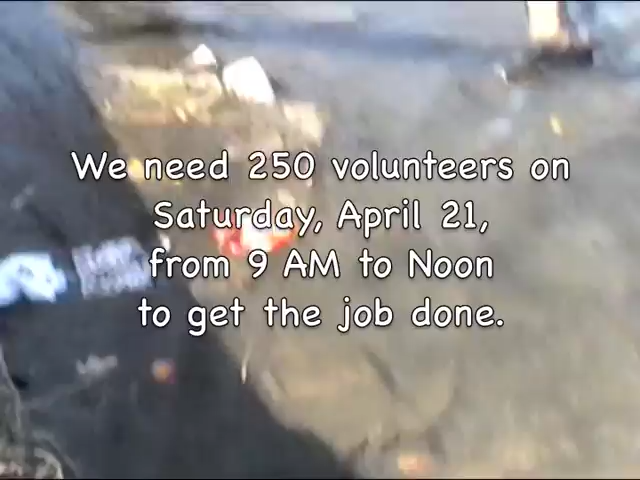 We need 250 volunteers on
Saturday, April 21,
from 9 AM to Noon
to get the job done.